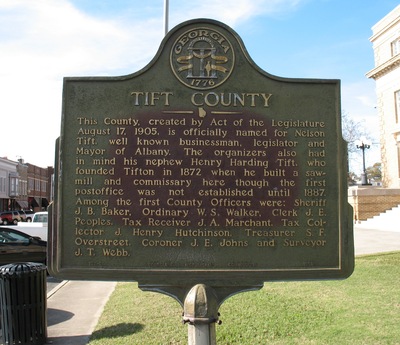 GEORGIA
1776
TIFT COUNTY
This County, created by Act of the Legislature
August 17, 1905, is officially named for Nelson
Tift, well known businessman, legislator and
Mayor of Albany. The organizers also had
in mind his nephew Henry Harding Tift, who
founded Tifton in 1872 when he built a saw-
mill and commissary here though the first
postoffice was not established until 1887.
Among the first County Officers were: Sheriff
J. B. Baker, Ordinary W. S. Walker, Clerk J. E.
Peoples, Tax Receiver J. A. Marchant, Tax Col-
lector J. Henry Hutchinson, Treasurer S. F.
Overstreet, Coroner J. E. Johns and Surveyor
J. T. Webb.